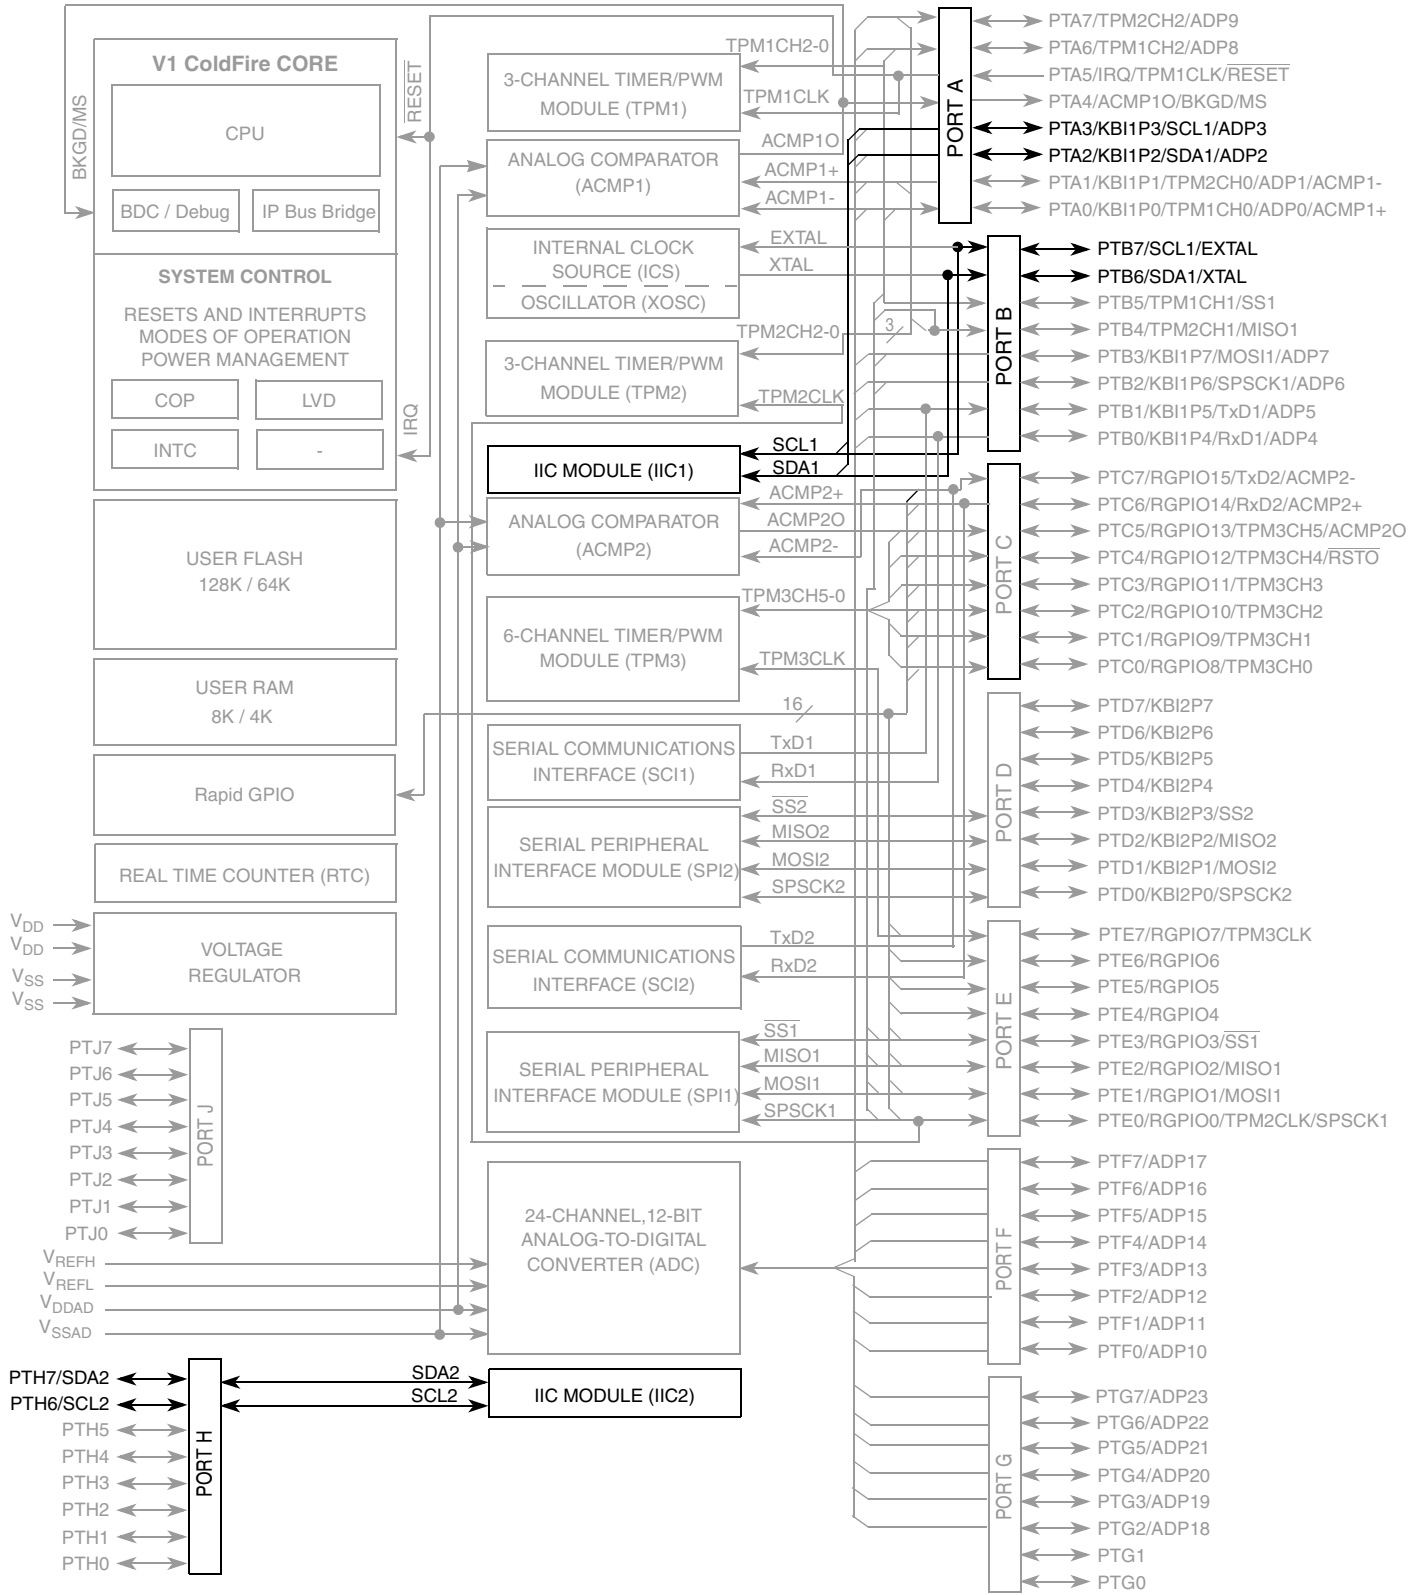 BKGD/MS
V1 ColdFire CORE
CPU
BDC / Debug
IP Bus Bridge
RESET
SYSTEM CONTROL
RESETS AND INTERRUPTS
MODES OF OPERATION
POWER MANAGEMENT
COP
LVD
INTC
-
IRQ
USER FLASH
128K / 64K
USER RAM
8K / 4K
Rapid GPIO
REAL TIME COUNTER (RTC)
VDD
VDD
VSS
VSS
VOLTAGE
REGULATOR
PTJ7
PTJ6
PTJ5
PTJ4
PTJ3
PTJ2
PTJ1
PTJ0
PORT J
VREFH
VREFL
VDDAD
VSSAD
PTH7/SDA2
PTH6/SCL2
PTH5
PTH4
PTH3
PTH2
PTH1
PTH0
PORT H
SDA2
SCL2
IIC MODULE (IIC2)
3-CHANNEL TIMER/PWM
MODULE (TPM1)
TPM1CH2-0
TPM1CLK
ANALOG COMPARATOR
(ACMP1)
ACMP1O
ACMP1+
ACMP1-
INTERNAL CLOCK
SOURCE (ICS)
OSCILLATOR (XOSC)
EXTAL
XTAL
3-CHANNEL TIMER/PWM
MODULE (TPM2)
TPM2CH2-0
3
TPM2CLK
IIC MODULE (IIC1)
SCL1
SDA1
ANALOG COMPARATOR
(ACMP2)
ACMP2+
ACMP2O
ACMP2-
6-CHANNEL TIMER/PWM
MODULE (TPM3)
TPM3CH5-0
TPM3CLK
16
SERIAL COMMUNICATIONS
INTERFACE (SCI1)
TxD1
RxD1
SERIAL PERIPHERAL
INTERFACE MODULE (SPI2)
SS2
MISO2
MOSI2
SPSCK2
SERIAL COMMUNICATIONS
INTERFACE (SCI2)
TxD2
RxD2
SERIAL PERIPHERAL
INTERFACE MODULE (SPI1)
SS1
MISO1
MOSI1
SPSCK1
24-CHANNEL,12-BIT
ANALOG-TO-DIGITAL
CONVERTER (ADC)
PORT A
PTA7/TPM2CH2/ADP9
PTA6/TPM1CH2/ADP8
PTA5/IRQ/TPM1CLK/RESET
PTA4/ACMP1O/BKGD/MS
PTA3/KBI1P3/SCL1/ADP3
PTA2/KBI1P2/SDA1/ADP2
PTA1/KBI1P1/TPM2CH0/ADP1/ACMP1-
PTA0/KBI1P0/TPM1CH0/ADP0/ACMP1+
PORT B
PTB7/SCL1/EXTAL
PTB6/SDA1/XTAL
PTB5/TPM1CH1/SS1
PTB4/TPM2CH1/MISO1
PTB3/KBI1P7/MOSI1/ADP7
PTB2/KBI1P6/SPSCK1/ADP6
PTB1/KBI1P5/TxD1/ADP5
PTB0/KBI1P4/RxD1/ADP4
PORT C
PTC7/RGPIO15/TxD2/ACMP2-
PTC6/RGPIO14/RxD2/ACMP2+
PTC5/RGPIO13/TPM3CH5/ACMP2O
PTC4/RGPIO12/TPM3CH4/RSTO
PTC3/RGPIO11/TPM3CH3
PTC2/RGPIO10/TPM3CH2
PTC1/RGPIO9/TPM3CH1
PTC0/RGPIO8/TPM3CH0
PORT D
PTD7/KBI2P7
PTD6/KBI2P6
PTD5/KBI2P5
PTD4/KBI2P4
PTD3/KBI2P3/SS2
PTD2/KBI2P2/MISO2
PTD1/KBI2P1/MOSI2
PTD0/KBI2P0/SPSCK2
PORT E
PTE7/RGPIO7/TPM3CLK
PTE6/RGPIO6
PTE5/RGPIO5
PTE4/RGPIO4
PTE3/RGPIO3/SS1
PTE2/RGPIO2/MISO1
PTE1/RGPIO1/MOSI1
PTE0/RGPIO0/TPM2CLK/SPSCK1
PORT F
PTF7/ADP17
PTF6/ADP16
PTF5/ADP15
PTF4/ADP14
PTF3/ADP13
PTF2/ADP12
PTF1/ADP11
PTF0/ADP10
PORT G
PTG7/ADP23
PTG6/ADP22
PTG5/ADP21
PTG4/ADP20
PTG3/ADP19
PTG2/ADP18
PTG1
PTG0